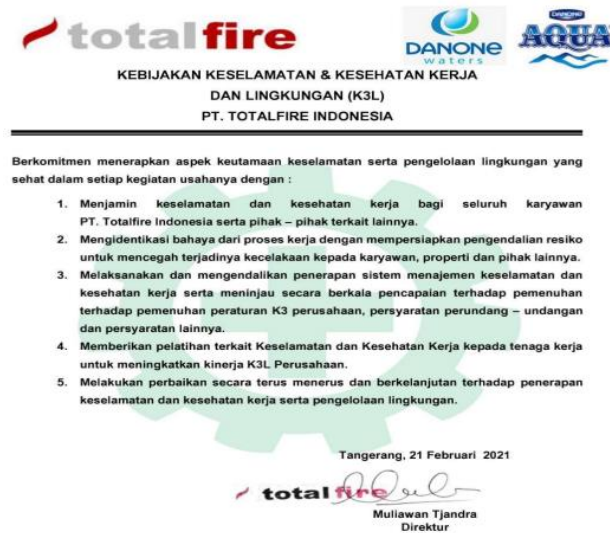 totalfire
DANONE
waters
DANONE
AQUA
KEBIJAKAN KESELAMATAN & KESEHATAN KERJA
DAN LINGKUNGAN (K3L)
PT. TOTALFIRE INDONESIA
Berkomitmen menerapkan aspek keutamaan keselamatan serta pengelolaan lingkungan yang
sehat dalam setiap kegiatan usahanya dengan :
1. Menjamin keselamatan dan kesehatan kerja bagi seluruh karyawan
PT. Totalfire Indonesia serta pihak – pihak terkait lainnya.
2. Mengidentikasi bahaya dari proses kerja dengan mempersiapkan pengendalian resiko
untuk mencegah terjadinya kecelakaan kepada karyawan, properti dan pihak lainnya.
3. Melaksanakan dan mengendalikan penerapan sistem menajemen keselamatan dan
kesehatan kerja serta meninjau secara berkala pencapaian terhadap pemenuhan
terhadap pemenuhan peraturan K3 perusahaan, persyaratan perundang – undangan
dan persyaratan lainnya.
4. Memberikan pelatihan terkait Keselamatan dan Kesehatan Kerja kepada tenaga kerja
untuk meningkatkan kinerja K3L Perusahaan.
5. Melakukan perbaikan secara terus menerus dan berkelanjutan terhadap penerapan
keselamatan dan kesehatan kerja serta pengelolaan lingkungan.
Tangerang, 21 Februari 2021
totalfire
Muliawan Tjandra
Direktur